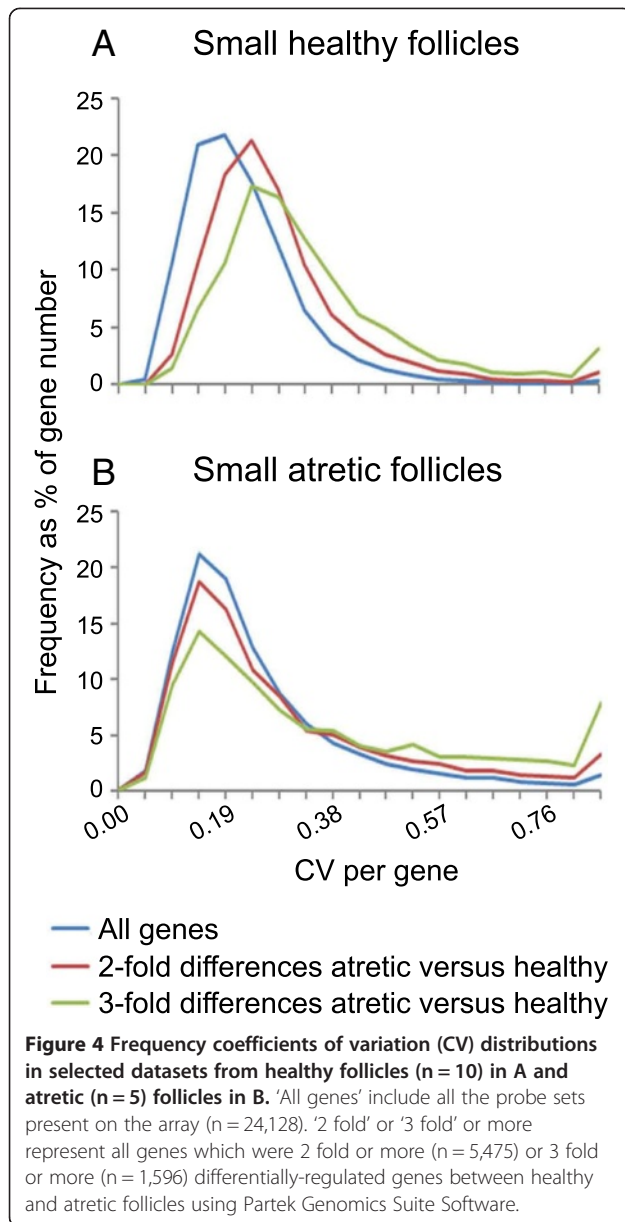 A Small healthy follicles
25
20
15
10
5
0
B Small atretic follicles
25
20
15
10
5
0
Frequency as % of gene number
0.00 0.19 0.38 0.57 0.76
CV per gene
All genes
2-fold differences atretic versus healthy
3-fold differences atretic versus healthy
Figure 4 Frequency coefficients of variation (CV) distributions
in selected datasets from healthy follicles (n = 10) in A and
atretic (n = 5) follicles in B. ‘All genes’ include all the probe sets
present on the array (n = 24,128). ‘2 fold’ or ‘3 fold’ or more
represent all genes which were 2 fold or more (n = 5,475) or 3 fold
or more (n = 1,596) differentially-regulated genes between healthy
and atretic follicles using Partek Genomics Suite Software.